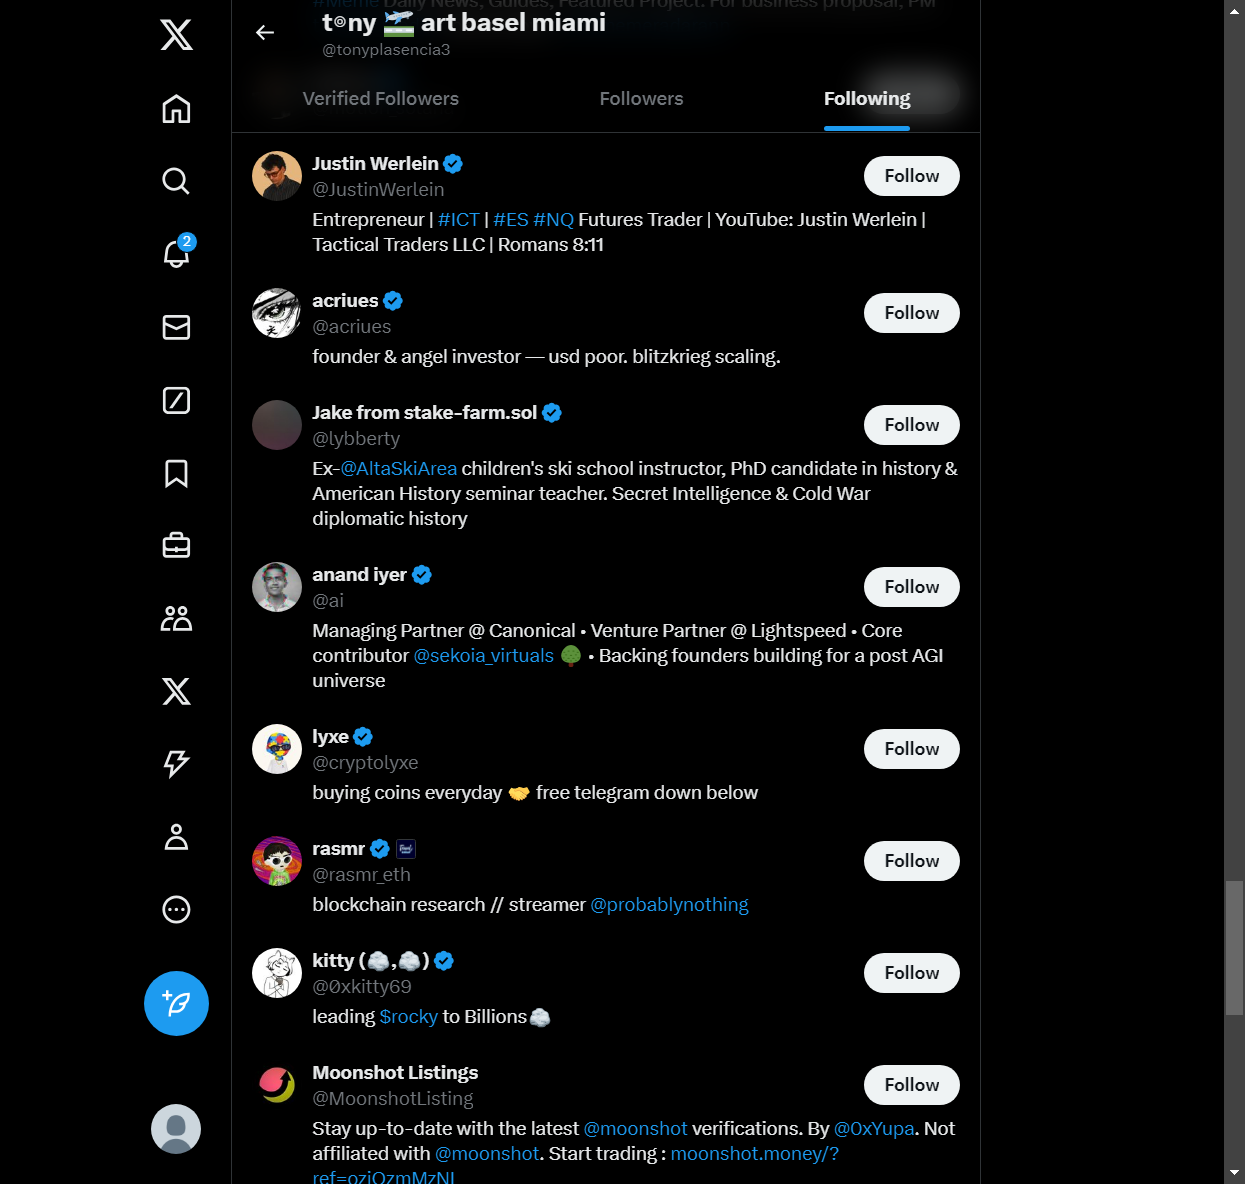 #Meme Daily News, Guides, Featured Project. For business proposal, PM
t๏ny 🛫 art basel miami
@tonyplasencia3
Verified Followers
Followers
Following
2
Justin Werlein
@JustinWerlein
Follow
Entrepreneur | #ICT | #ES #NQ Futures Trader | YouTube: Justin Werlein |
Tactical Traders LLC | Romans 8:11
acriues
@acriues
Follow
founder & angel investor — usd poor. blitzkrieg scaling.
Jake from stake-farm.sol
@lybberty
Follow
Ex-@AltaSkiArea children's ski school instructor, PhD candidate in history &
American History seminar teacher. Secret Intelligence & Cold War
diplomatic history
anand iyer
@ai
Follow
Managing Partner @ Canonical • Venture Partner @ Lightspeed • Core
contributor @sekoia_virtuals 🌳 • Backing founders building for a post AGI
universe
lyxe
@cryptolyxe
Follow
buying coins everyday 🤝 free telegram down below
rasmr
@rasmr_eth
Follow
blockchain research // streamer @probablynothing
kitty (☁️,☁️)
@0xkitty69
Follow
leading $rocky to Billions☁️
Moonshot Listings
@MoonshotListing
Follow
Stay up-to-date with the latest @moonshot verifications. By @0xYupa. Not
affiliated with @moonshot. Start trading : moonshot.money/?